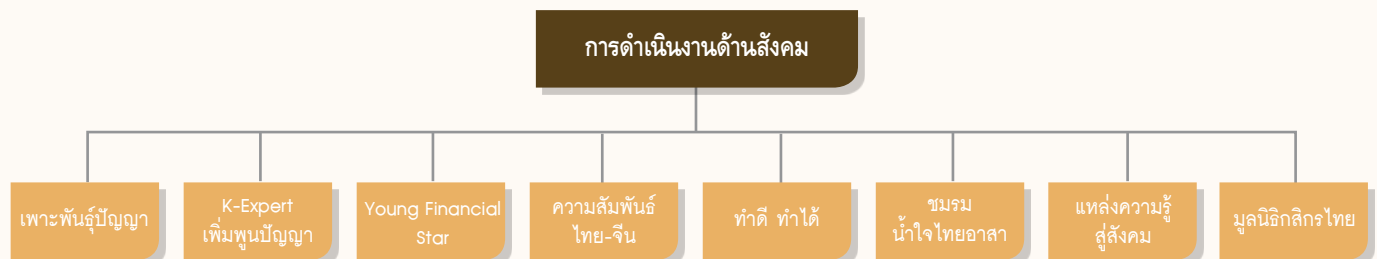 การดำเนินงานด้านสังคม
เพาะพันธุ์ปัญญา
K-Expert
เพิ่มพูนปัญญา
Young Financial
Star
ความสัมพันธ์
ไทย-จีน
ทำดี ทำได้
ชมรม
น้ำใจไทยอาสา
แหล่งความรู้
สู่สังคม
มูลนิธิกสิกรไทย